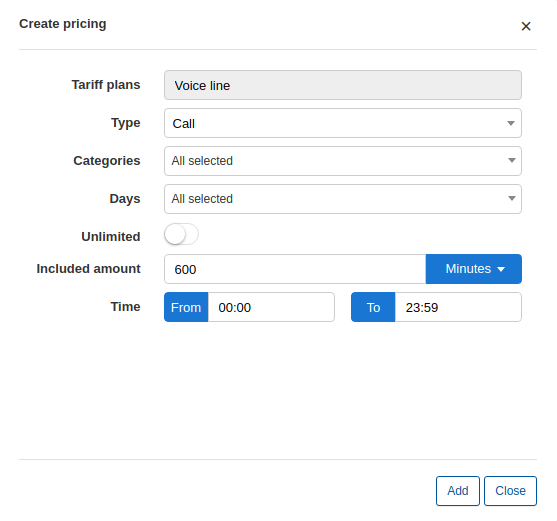 Create pricing ×
Tariff plans Voice line
Type Call
Categories All selected
Days All selected
Unlimited
Included amount 600 Minutes
Time From 00:00 To 23:59
Add Close